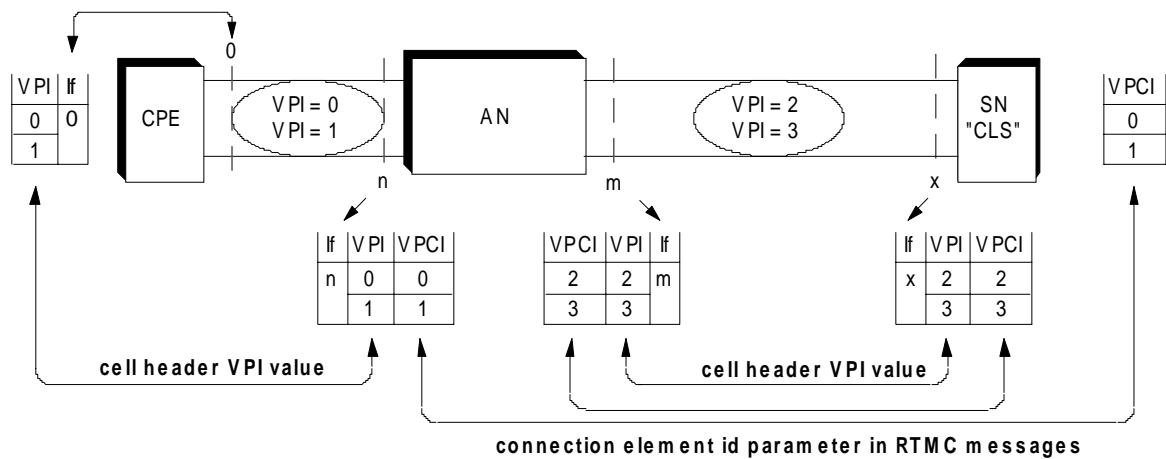 0
VPI If
0 0
1
CPE
VPI = 0
VPI = 1
AN
VPI = 2
VPI = 3
SN
"CLS"
VPCI
0
1
n
m
x
If VPI VPCI
n 0 0
1 1
VPCI VPI If
2 2 m
3 3
If VPI VPCI
x 2 2
3 3
cell header VPI value
cell header VPI value
connection element id parameter in RTMC messages